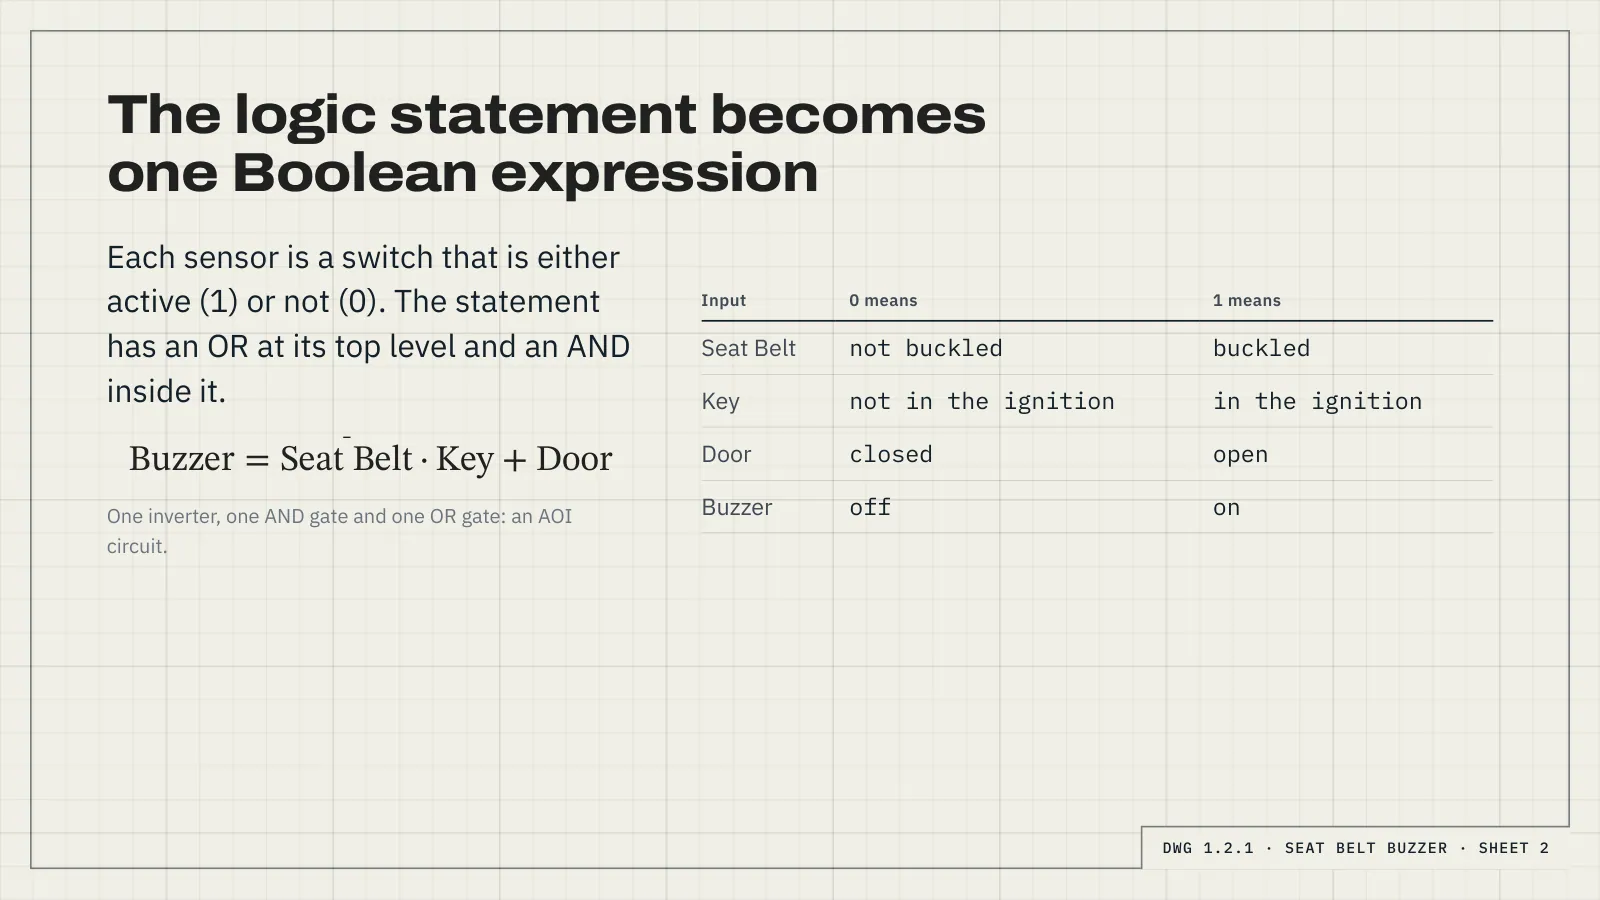 The logic statement becomes
one Boolean expression
Each sensor is a switch that is either
active (1) or not (0). The statement
has an OR at its top level and an AND
inside it.
Buzzer = Seat̄ Belt · Key + Door
One inverter, one AND gate and one OR gate: an AOI
circuit.
Input 0 means 1 means
Seat Belt not buckled buckled
Key not in the ignition in the ignition
Door closed open
Buzzer off on
DWG 1.2.1 · SEAT BELT BUZZER · SHEET 2